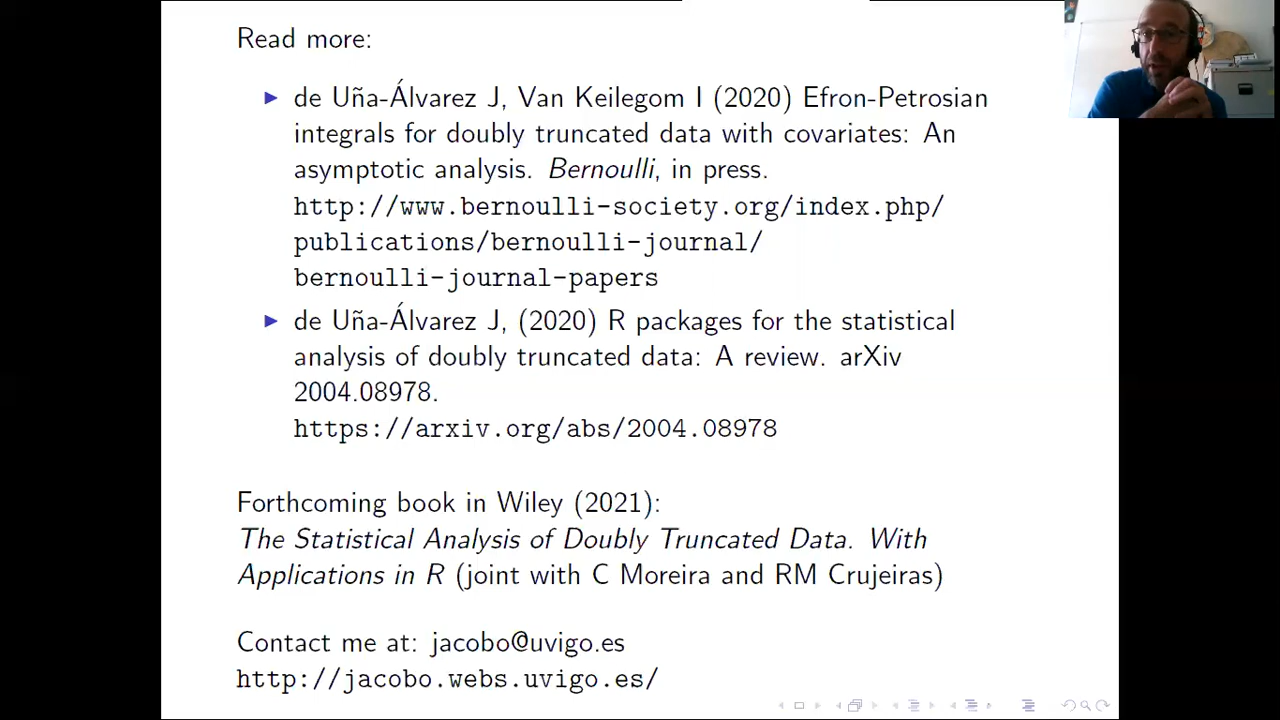 Read more:
▶ de Uña-Álvarez J, Van Keilegom I (2020) Efron-Petrosian
integrals for doubly truncated data with covariates: An
asymptotic analysis. Bernoulli, in press.
http://www.bernoulli-society.org/index.php/
publications/bernoulli-journal/
bernoulli-journal-papers
▶ de Uña-Álvarez J, (2020) R packages for the statistical
analysis of doubly truncated data: A review. arXiv
2004.08978.
https://arxiv.org/abs/2004.08978
Forthcoming book in Wiley (2021):
The Statistical Analysis of Doubly Truncated Data. With
Applications in R (joint with C Moreira and RM Crujeiras)
Contact me at: jacobo@uvigo.es
http://jacobo.webs.uvigo.es/